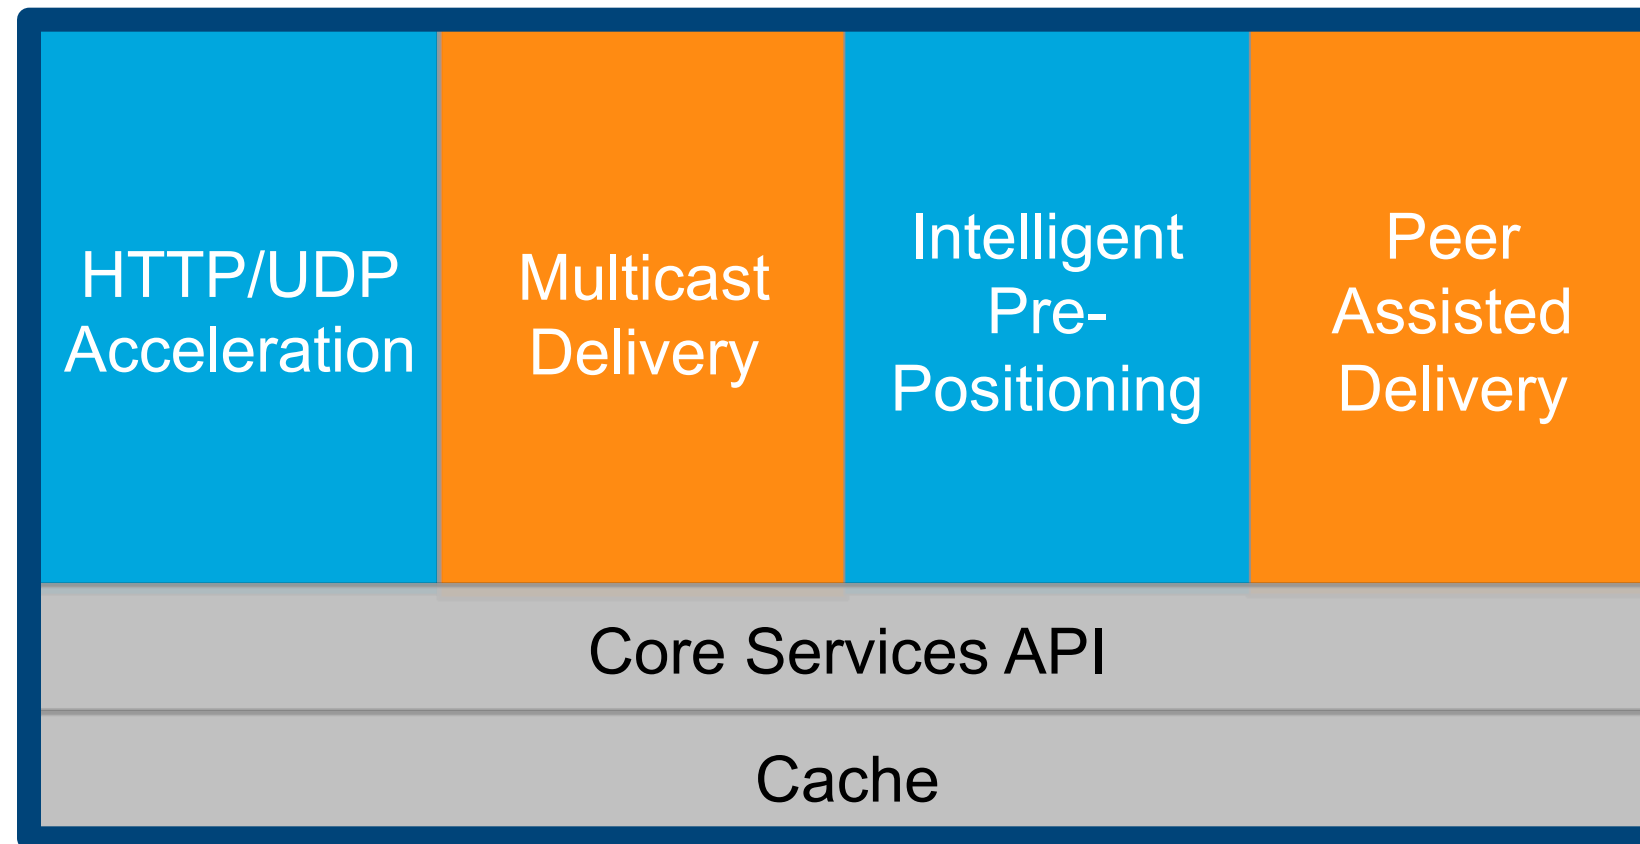 HTTP/UDP
Acceleration
Multicast
Delivery
Intelligent
Pre-
Positioning
Peer
Assisted
Delivery
Core Services API
Cache